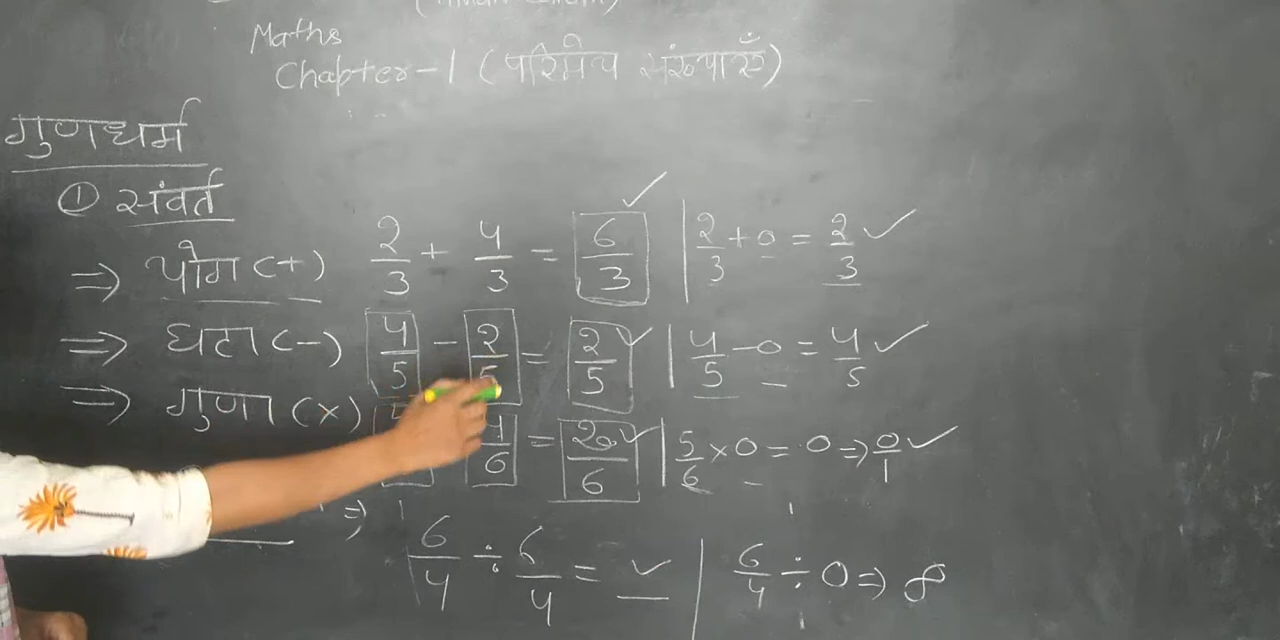 Maths
Chapter-1 (परिमेय संख्याएँ)
गुणधर्म
① संवर्त
⇒ योग (+) 2/3 + 4/3 = 6/3 ✓ | 2/3 + 0 = 2/3 ✓
⇒ घटा (-) 4/5 - 2/5 = 2/5 ✓ | 4/5 - 0 = 4/5 ✓
⇒ गुणा (×) 4/6 = 20/6 ✓ | 5/6 × 0 = 0 ⇒ 0/1 ✓
⇒
6/4 ÷ 6/4 = ✓ | 6/4 ÷ 0 ⇒ ∞